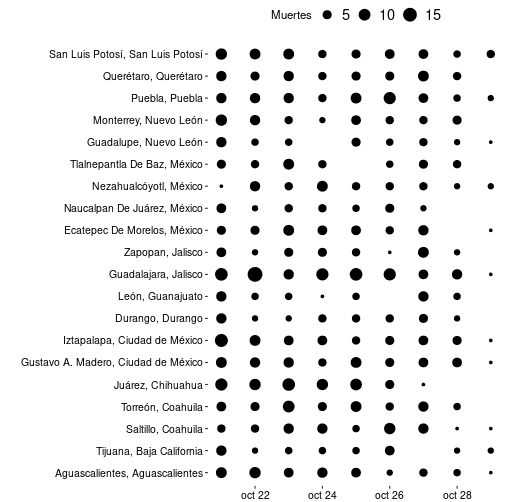 Muertes 5 10 15
San Luis Potosí, San Luis Potosí
Querétaro, Querétaro
Puebla, Puebla
Monterrey, Nuevo León
Guadalupe, Nuevo León
Tlalnepantla De Baz, México
Nezahualcóyotl, México
Naucalpan De Juárez, México
Ecatepec De Morelos, México
Zapopan, Jalisco
Guadalajara, Jalisco
León, Guanajuato
Durango, Durango
Iztapalapa, Ciudad de México
Gustavo A. Madero, Ciudad de México
Juárez, Chihuahua
Torreón, Coahuila
Saltillo, Coahuila
Tijuana, Baja California
Aguascalientes, Aguascalientes
oct 22 oct 24 oct 26 oct 28